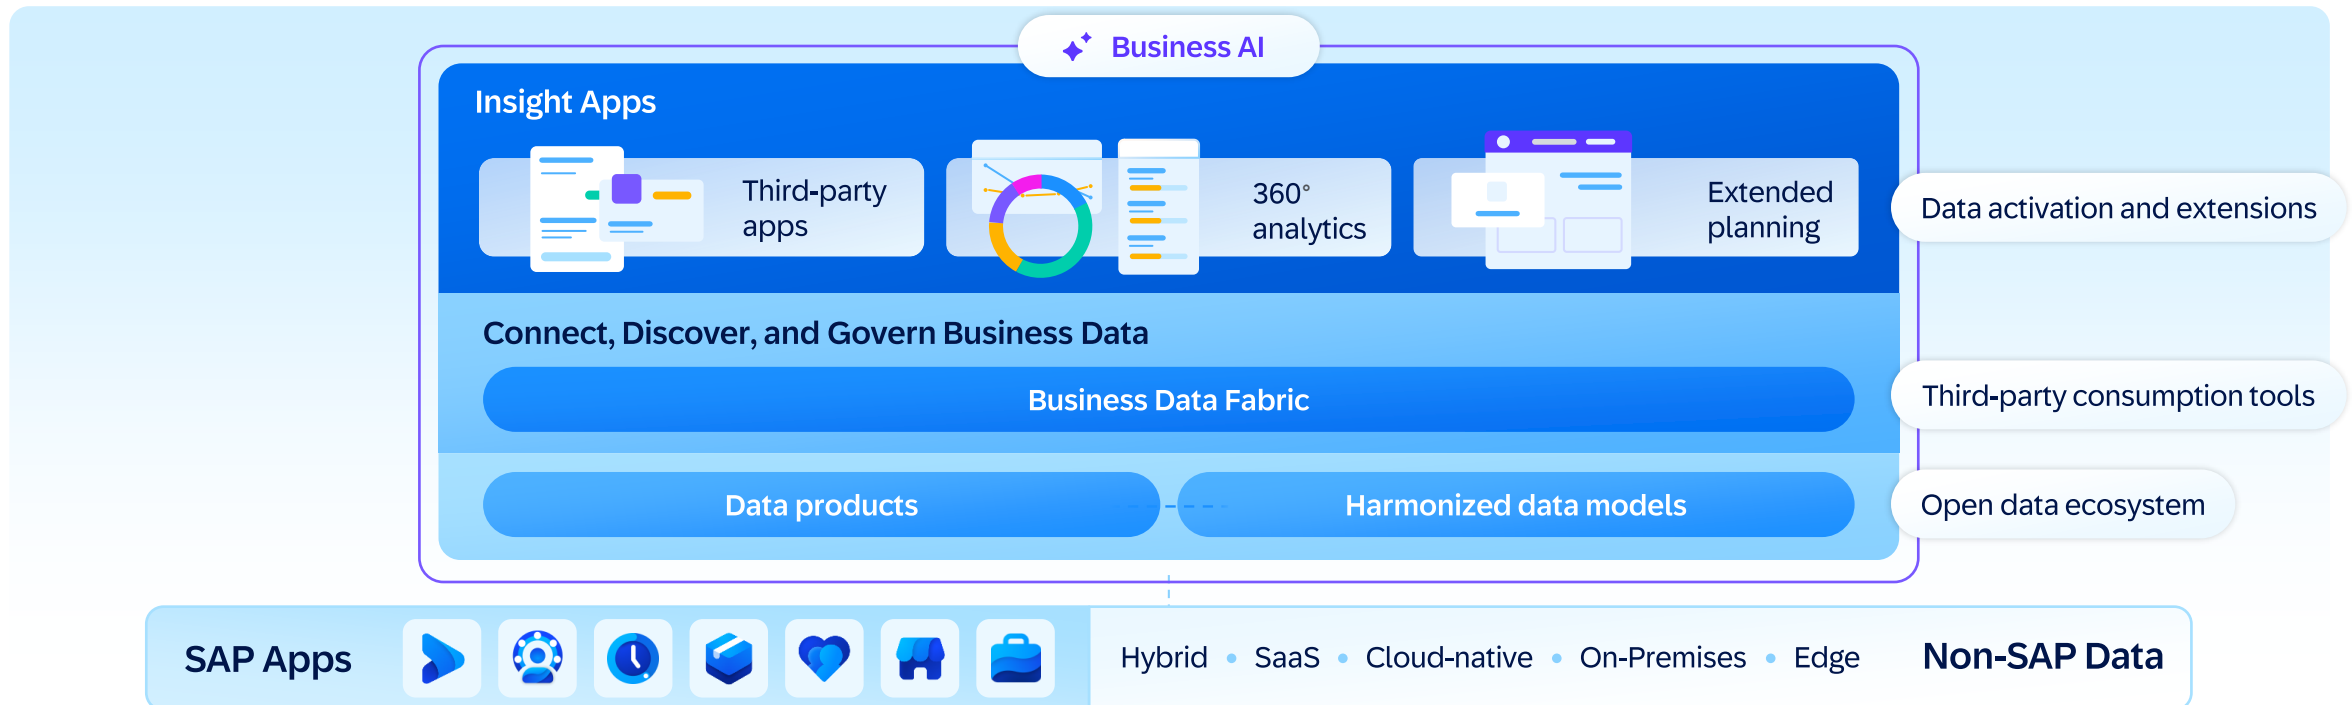 Business AI
Insight Apps
Third-party
apps
360°
analytics
Extended
planning
Data activation and extensions
Connect, Discover, and Govern Business Data
Business Data Fabric
Third-party consumption tools
Data products
Harmonized data models
Open data ecosystem
SAP Apps
Hybrid • SaaS • Cloud-native • On-Premises • Edge
Non-SAP Data